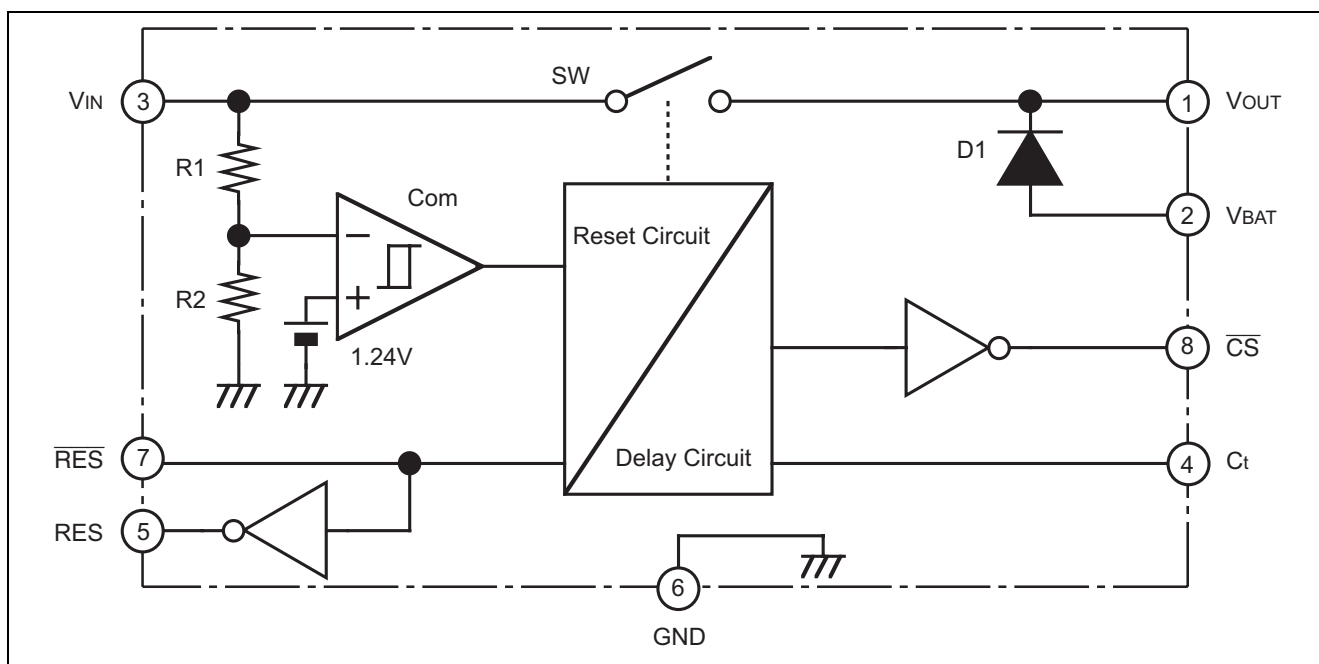 SW
VIN
3
1
VOUT
R1
D1
Com
2
VBAT
−
Reset Circuit
R2
+
1.24V
8
CS
RES
7
Delay Circuit
4
Ct
RES
5
6
GND